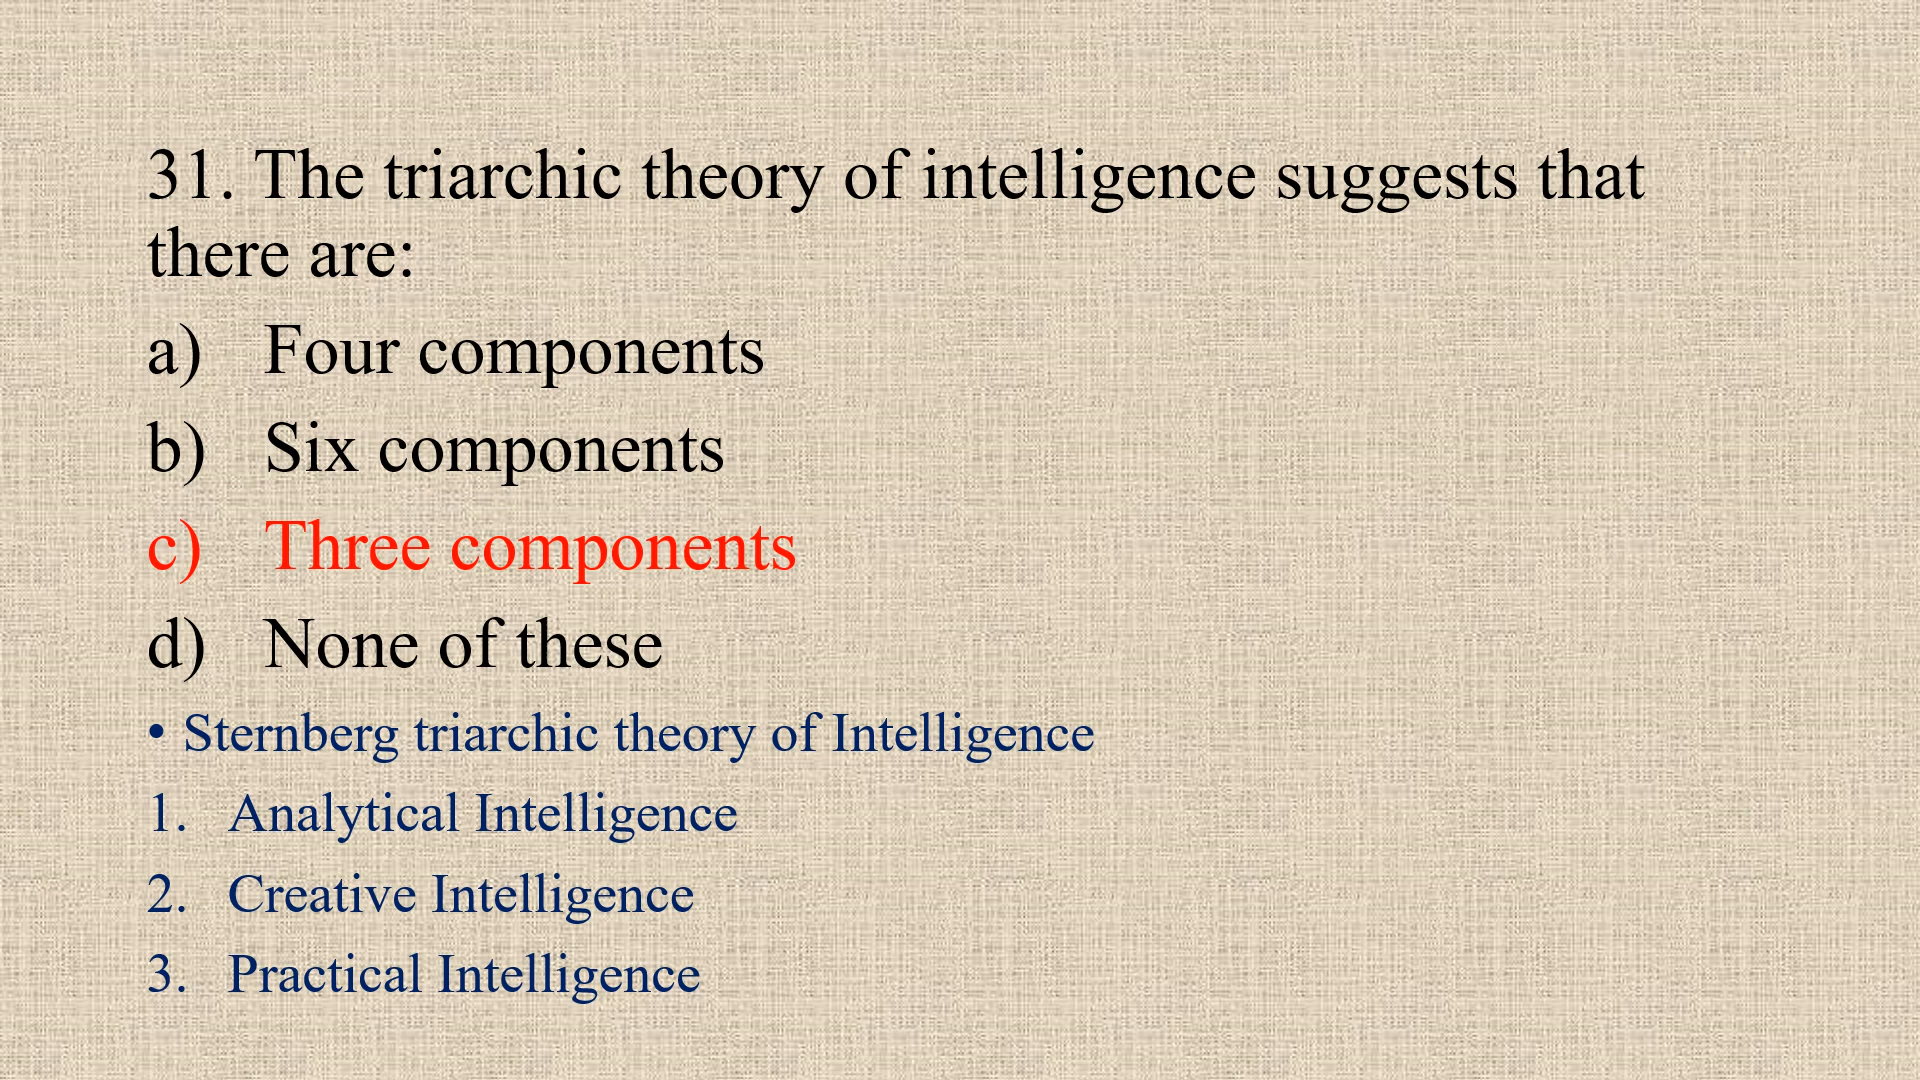 31. The triarchic theory of intelligence suggests that
there are:
a) Four components
b) Six components
c) Three components
d) None of these
• Sternberg triarchic theory of Intelligence
1. Analytical Intelligence
2. Creative Intelligence
3. Practical Intelligence